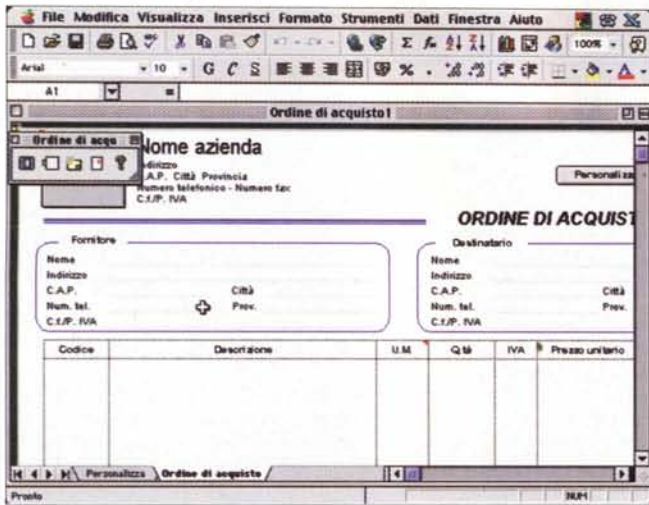 File Modifica Visualizza Inserisci Formato Strumenti Dati Finestra Aiuto
100%
Arial 10 G C S % .
A1 =
Ordine di acquisto1
Ordine di acqu
Nome azienda
Indirizzo
C.A.P. Città Provincia
Numero telefonico - Numero fax
C.f./P. IVA
Personalizza
ORDINE DI ACQUIST
Fornitore Destinatario
Nome Nome
Indirizzo Indirizzo
C.A.P. Città C.A.P. Città
Num. tel. Prov. Num. tel. Prov.
C.f./P. IVA C.f./P. IVA
Codice Descrizione U.M. Q.tà IVA Prezzo unitario
Personalizza Ordine di acquisto
Pronto NUM